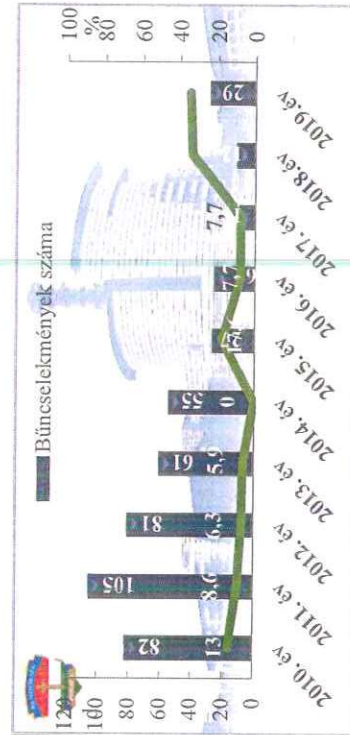 Bűncselekmények száma
120
100
80
60
40
20
0
100
%
80
60
40
20
0
82
105
81
61
55
29
13
8,6
6,3
5,9
0
7,7
7,7
2010. év
2011. év
2012. év
2013. év
2014. év
2015. év
2016. év
2017. év
2018.év
2019.év